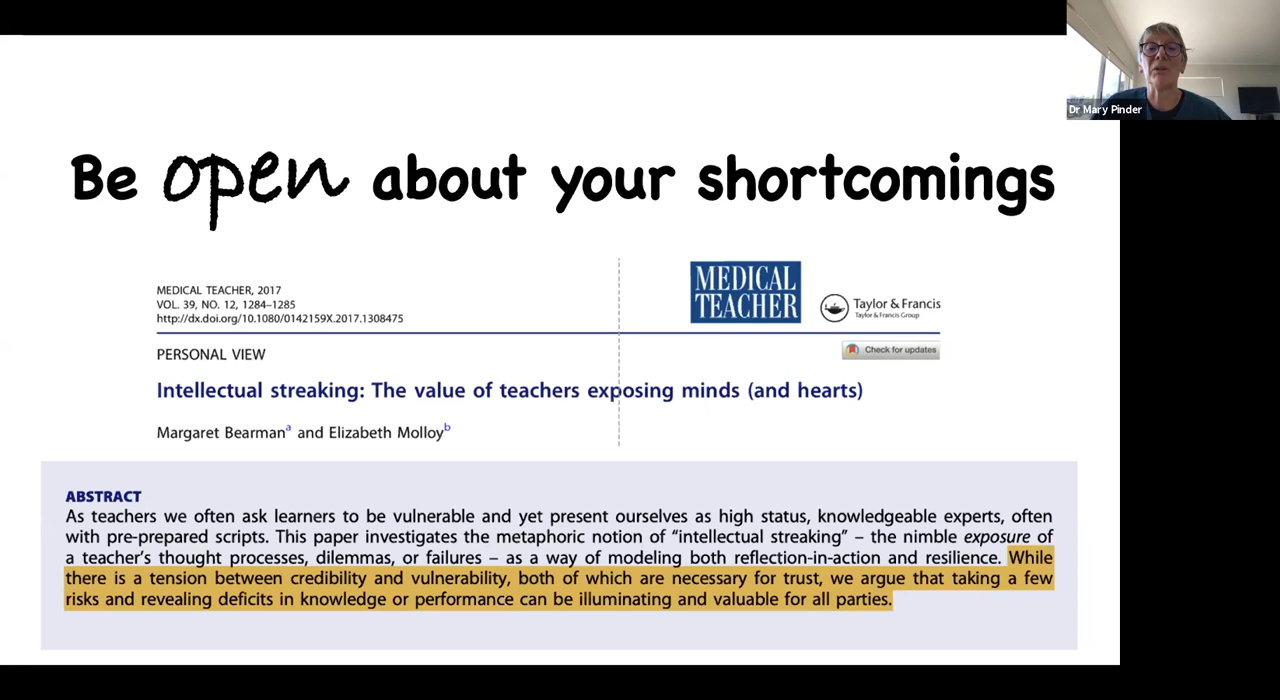 Dr Mary Pinder
Be open about your shortcomings
MEDICAL TEACHER, 2017
VOL. 39, NO. 12, 1284–1285
http://dx.doi.org/10.1080/0142159X.2017.1308475
MEDICAL
TEACHER
Taylor & Francis
Taylor & Francis Group
Check for updates
PERSONAL VIEW
Intellectual streaking: The value of teachers exposing minds (and hearts)
Margaret Bearmanᵃ and Elizabeth Molloyᵇ
ABSTRACT
As teachers we often ask learners to be vulnerable and yet present ourselves as high status, knowledgeable experts, often
with pre-prepared scripts. This paper investigates the metaphoric notion of “intellectual streaking” – the nimble exposure of
a teacher’s thought processes, dilemmas, or failures – as a way of modeling both reflection-in-action and resilience. While
there is a tension between credibility and vulnerability, both of which are necessary for trust, we argue that taking a few
risks and revealing deficits in knowledge or performance can be illuminating and valuable for all parties.